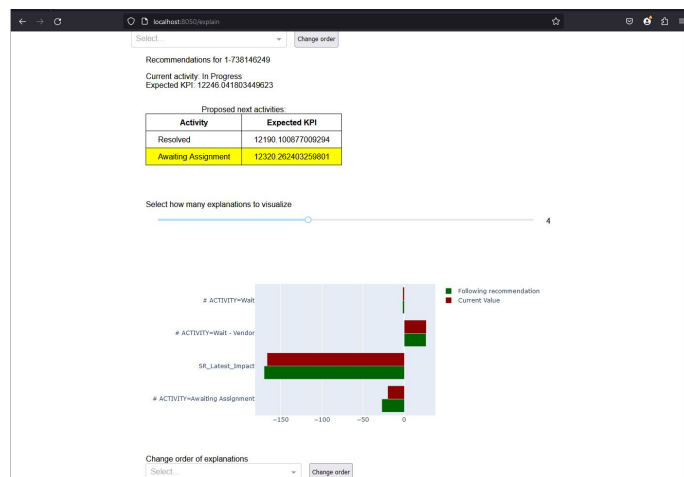 localhost:8050/explain
Select...
Change order
Recommendations for 1-738146249
Current activity: In Progress
Expected KPI: 12246.041803449623
Proposed next activities:
Activity Expected KPI
Resolved 12190.100877009294
Awaiting Assignment 12320.262403259801
Select how many explanations to visualize
4
Following recommendation
Current Value
# ACTIVITY=Wait
# ACTIVITY=Wait - Vendor
SR_Latest_Impact
# ACTIVITY=Awaiting Assignment
−150 −100 −50 0
Change order of explanations
Select...
Change order